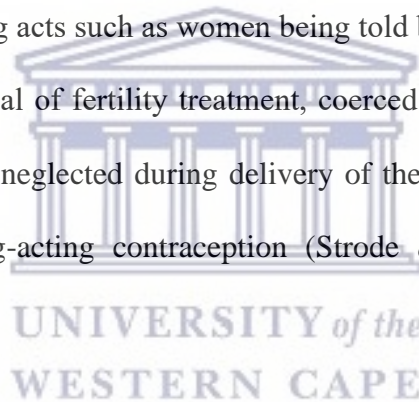 g acts such as women being told
al of fertility treatment, coerced
neglected during delivery of the
g-acting contraception (Strode
UNIVERSITY of the
WESTERN CAPE